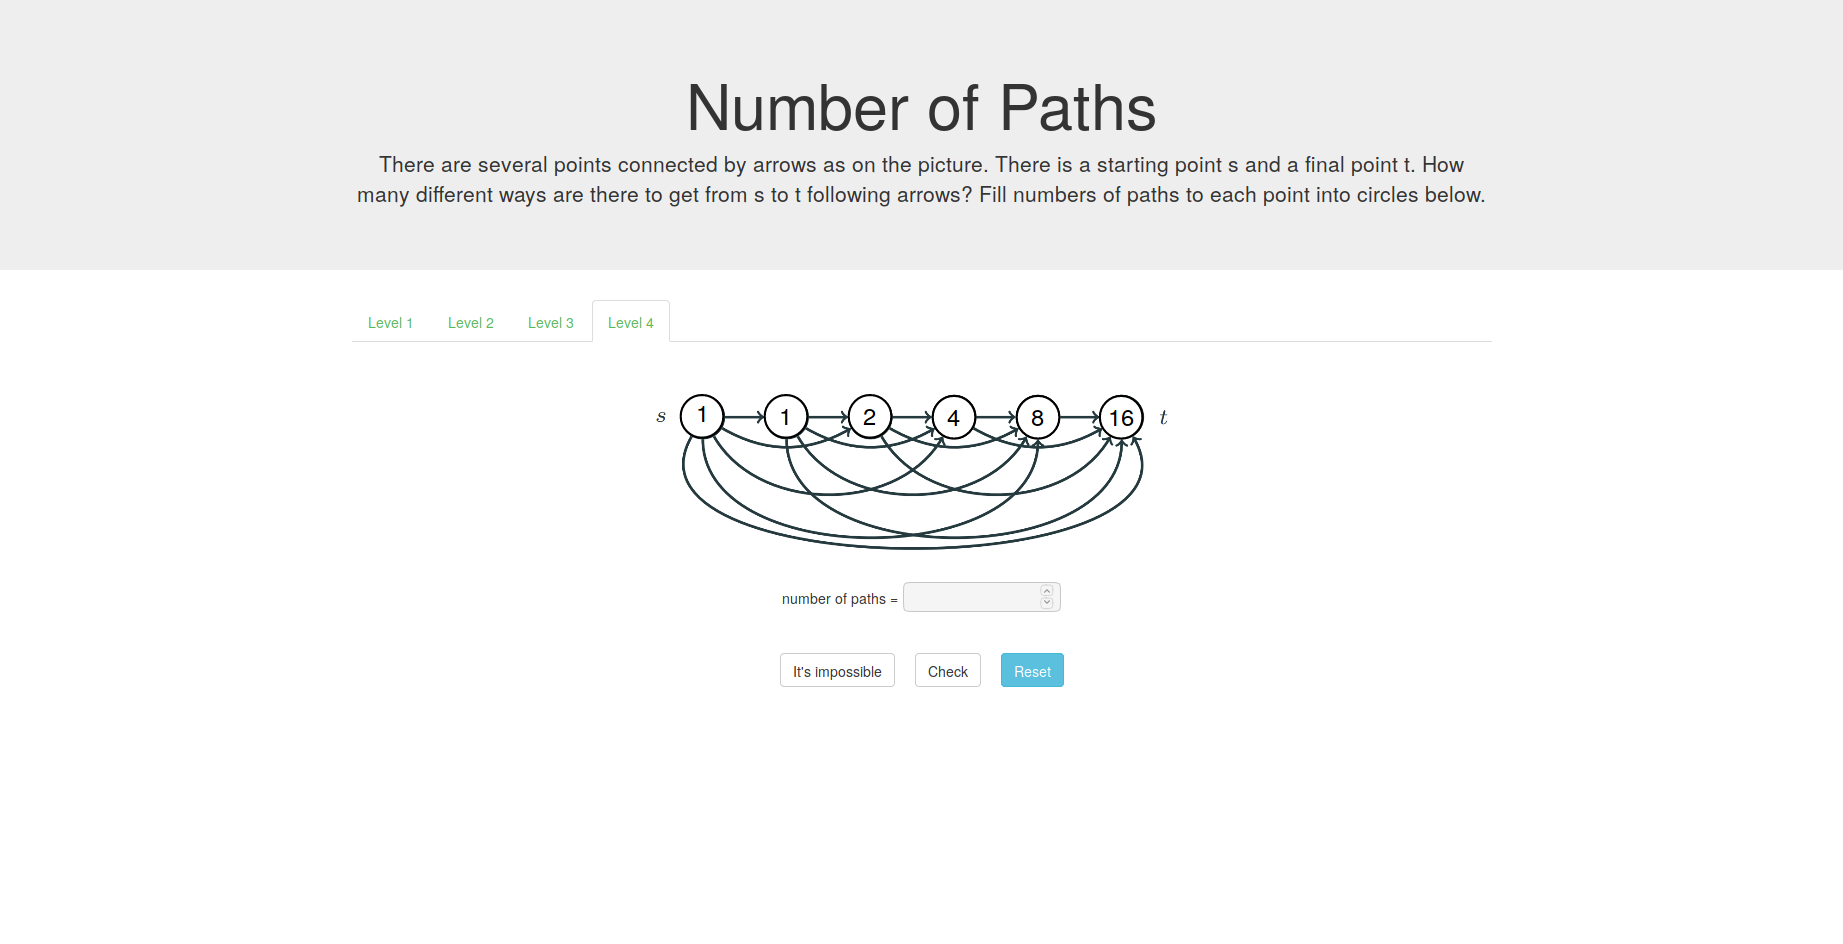 Number of Paths
There are several points connected by arrows as on the picture. There is a starting point s and a final point t. How
many different ways are there to get from s to t following arrows? Fill numbers of paths to each point into circles below.
Level 1 Level 2 Level 3 Level 4
s 1 1 2 4 8 16 t
number of paths =
It's impossible Check Reset